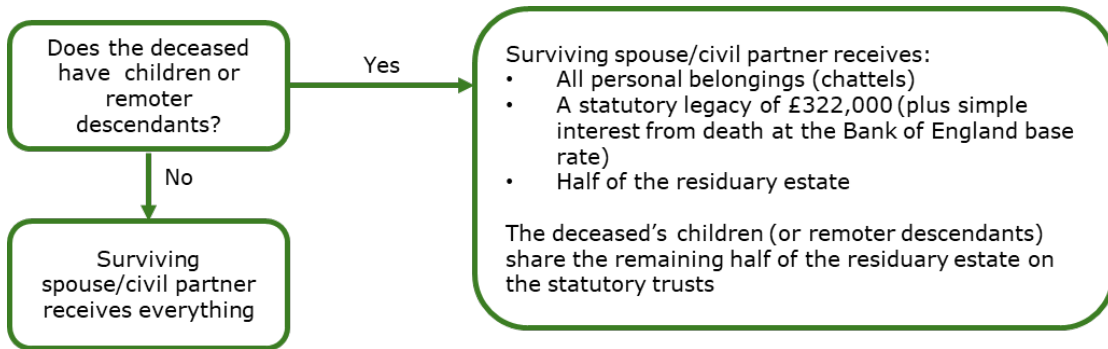 Does the deceased
have children or
remoter
descendants?
Yes
Surviving spouse/civil partner receives:
• All personal belongings (chattels)
• A statutory legacy of £322,000 (plus simple
interest from death at the Bank of England base
rate)
• Half of the residuary estate
The deceased’s children (or remoter descendants)
share the remaining half of the residuary estate on
the statutory trusts
No
Surviving
spouse/civil partner
receives everything